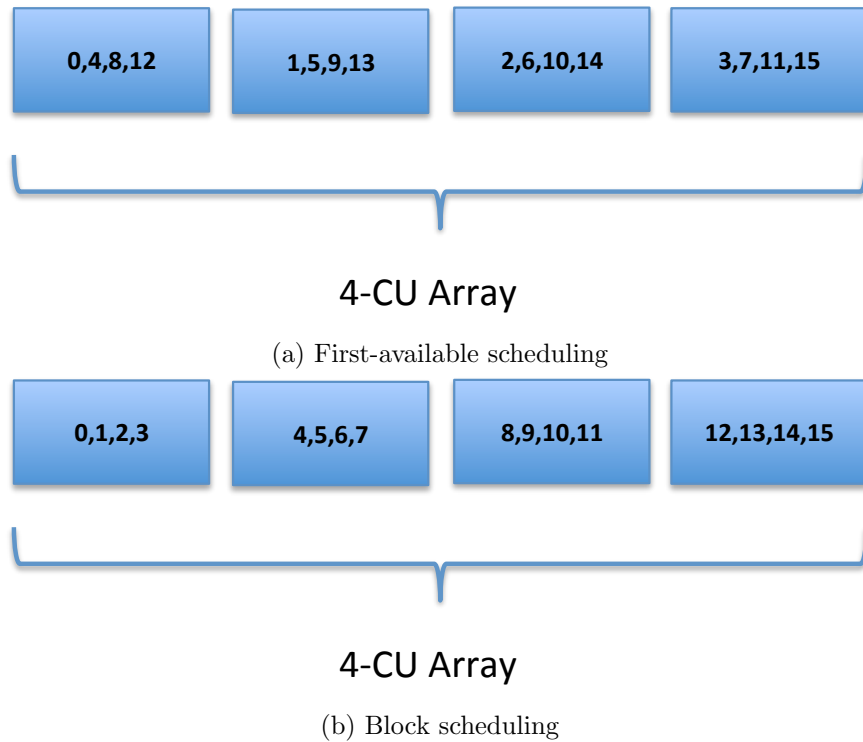 0,4,8,12 1,5,9,13 2,6,10,14 3,7,11,15
4-CU Array
(a) First-available scheduling
0,1,2,3 4,5,6,7 8,9,10,11 12,13,14,15
4-CU Array
(b) Block scheduling